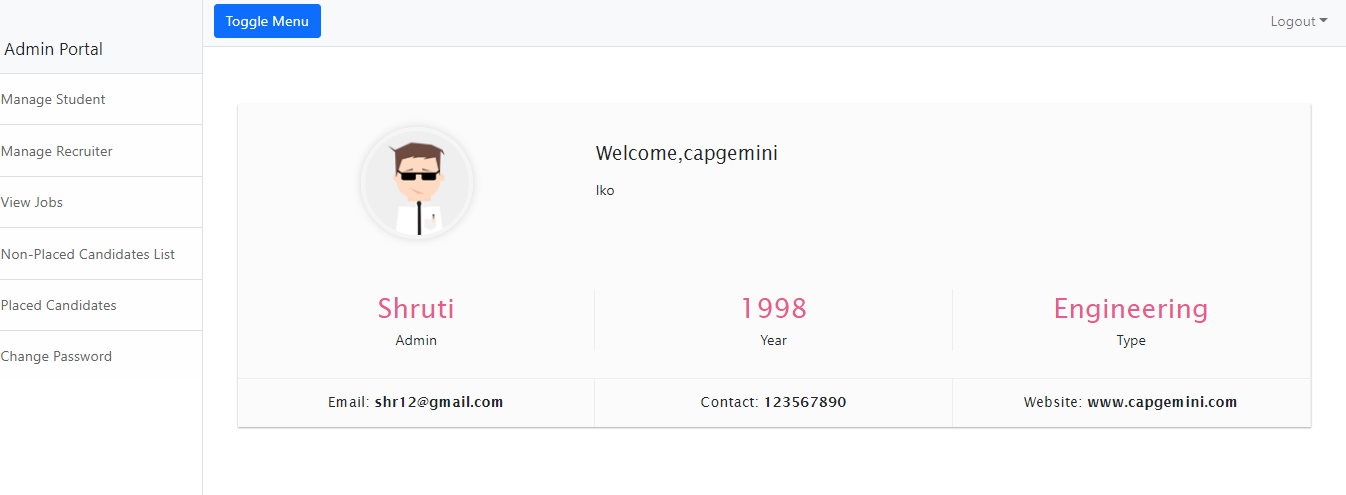 Toggle Menu
Logout
Admin Portal
Manage Student
Manage Recruiter
View Jobs
Non-Placed Candidates List
Placed Candidates
Change Password
Welcome,capgemini
lko
Shruti
Admin
1998
Year
Engineering
Type
Email: shr12@gmail.com
Contact: 123567890
Website: www.capgemini.com